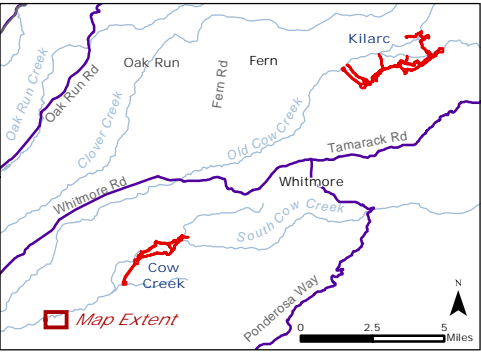 Kilarc
Oak Run
Fern
Oak Run Creek
Oak Run Rd
Fern Rd
Clover Creek
Old Cow Creek
Tamarack Rd
Whitmore Rd
Whitmore
South Cow Creek
Cow
Creek
Ponderosa Way
N
Map Extent
0 2.5 5
Miles